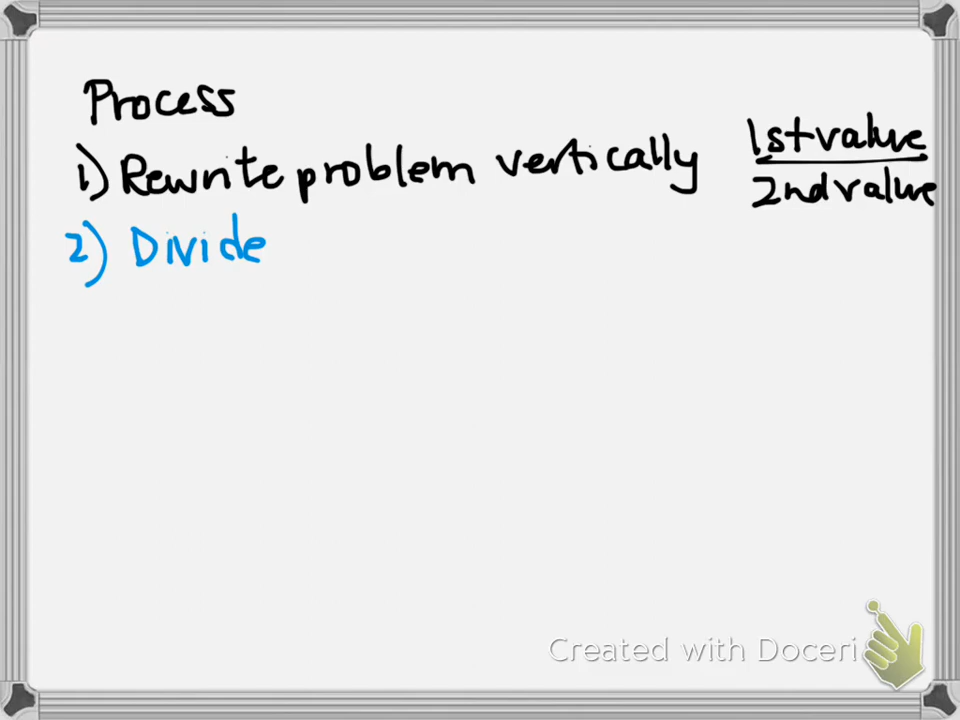 Process
1) Rewrite problem vertically
1st value
2nd value
2) Divide
Created with Doceri